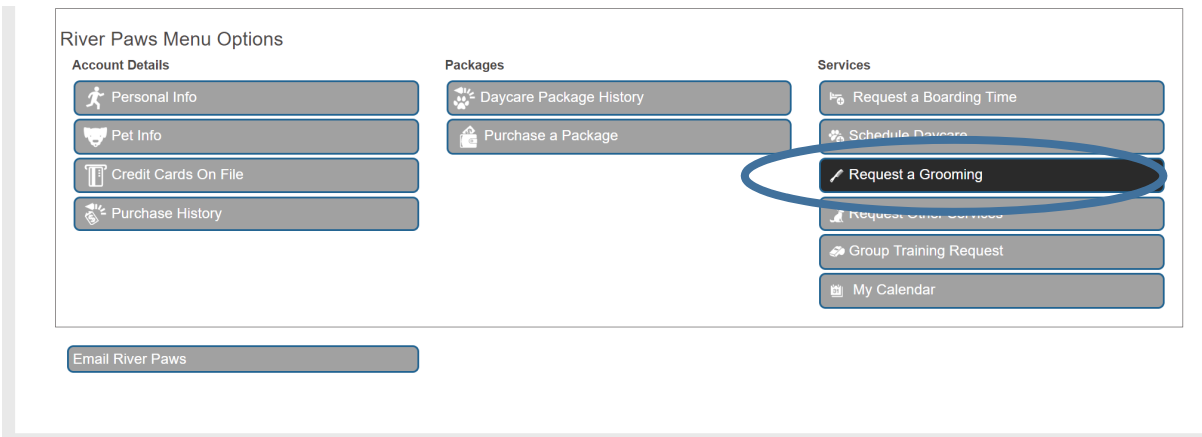 River Paws Menu Options
Account Details
Personal Info
Pet Info
Credit Cards On File
Purchase History
Packages
Daycare Package History
Purchase a Package
Services
Request a Boarding Time
Schedule Daycare
Request a Grooming
Request Other Services
Group Training Request
My Calendar
Email River Paws